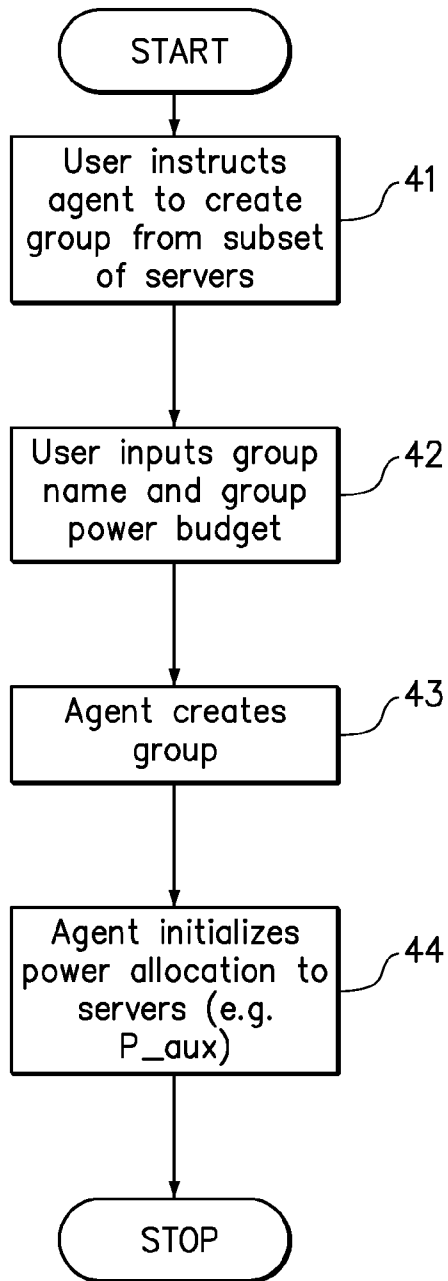 START
User instructs
agent to create
group from subset
of servers
41
User inputs group
name and group
power budget
42
Agent creates
group
43
Agent initializes
power allocation to
servers (e.g.
P_aux)
44
STOP